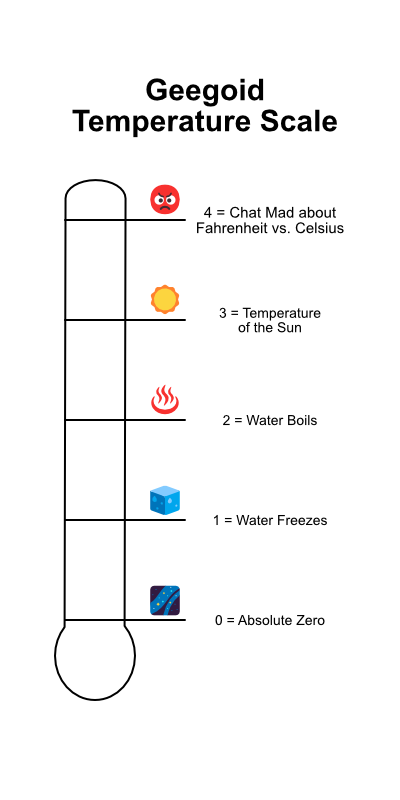 Geegoid
Temperature Scale
4 = Chat Mad about
Fahrenheit vs. Celsius
3 = Temperature
of the Sun
2 = Water Boils
1 = Water Freezes
0 = Absolute Zero